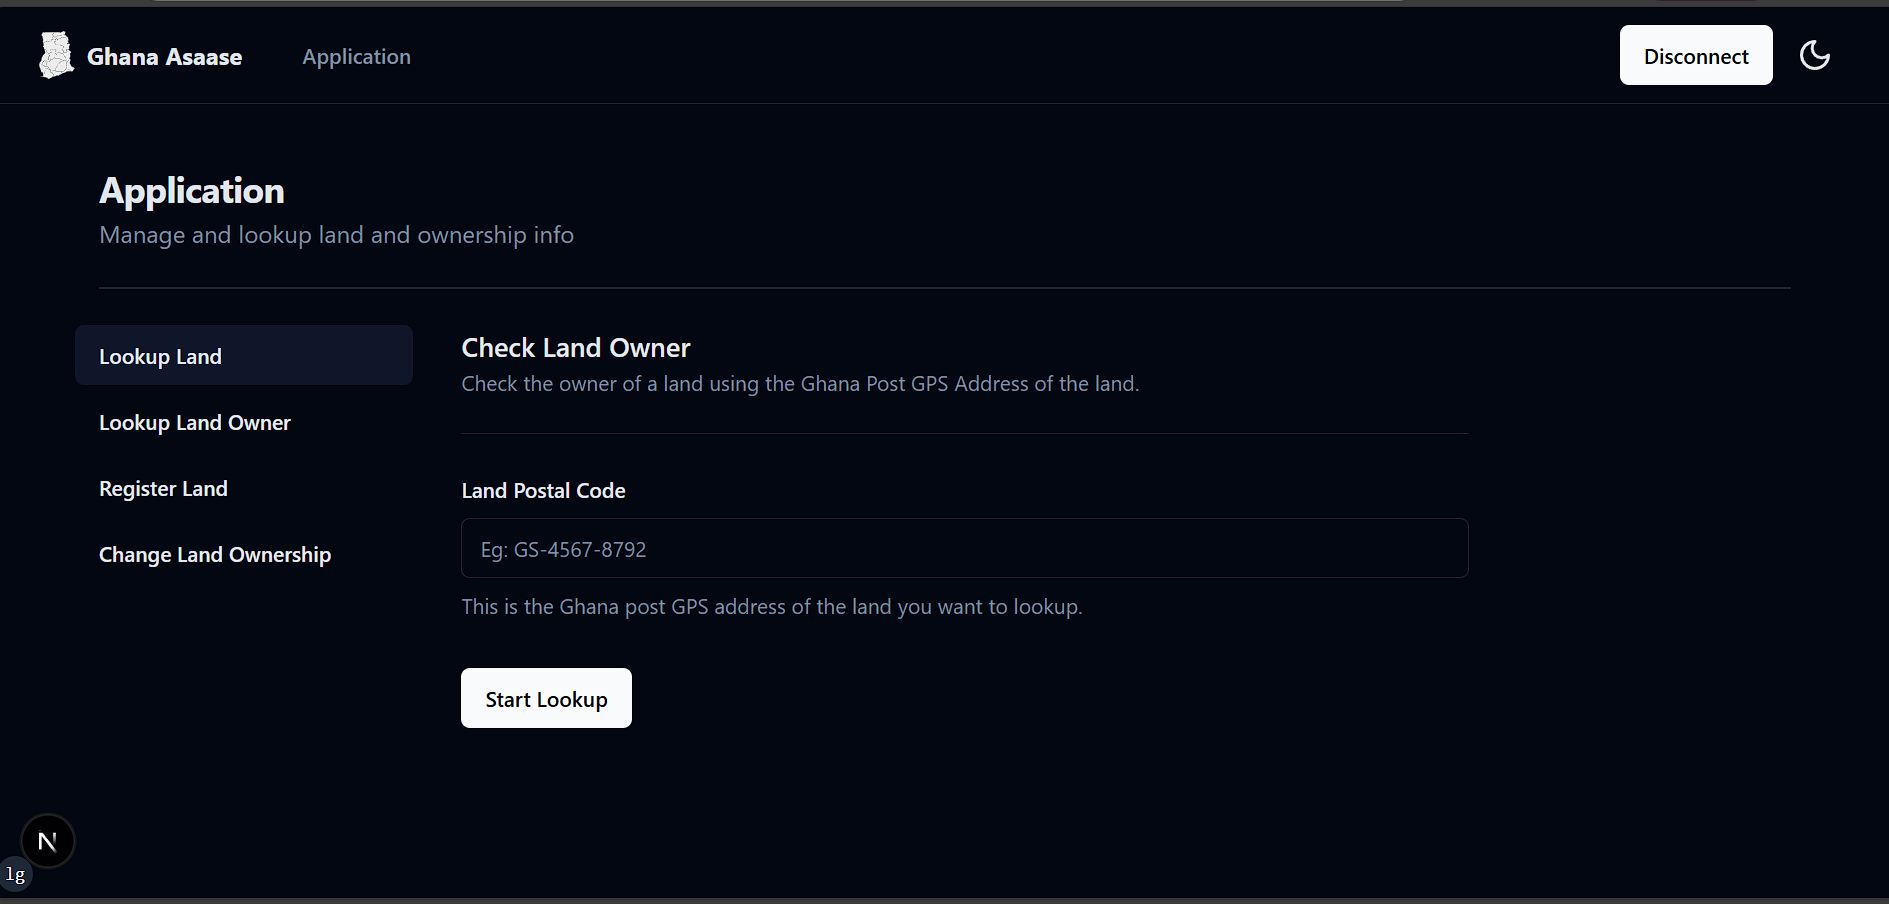 Ghana Asaase
Application
Disconnect
Application
Manage and lookup land and ownership info
Lookup Land
Lookup Land Owner
Register Land
Change Land Ownership
Check Land Owner
Check the owner of a land using the Ghana Post GPS Address of the land.
Land Postal Code
Eg: GS-4567-8792
This is the Ghana post GPS address of the land you want to lookup.
Start Lookup
N
lg